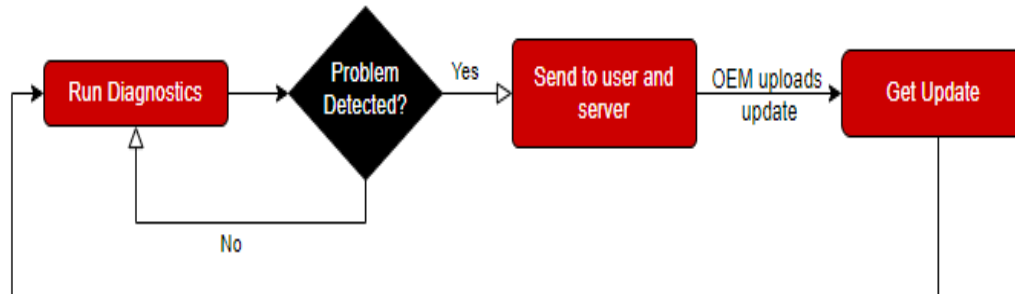 Run Diagnostics
Problem
Detected?
Yes
Send to user and
server
OEM uploads
update
Get Update
No